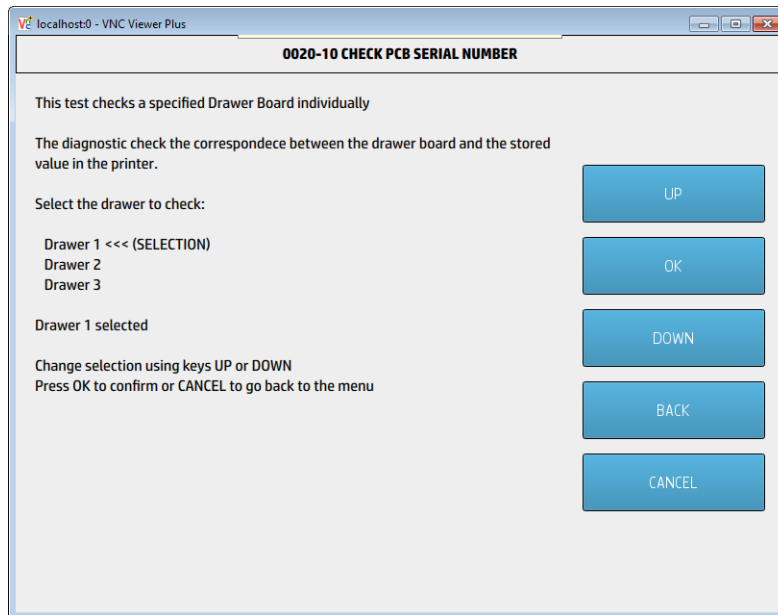 localhost:0 - VNC Viewer Plus
0020-10 CHECK PCB SERIAL NUMBER
This test checks a specified Drawer Board individually
The diagnostic check the correspondece between the drawer board and the stored
value in the printer.
Select the drawer to check:
Drawer 1 <<< (SELECTION)
Drawer 2
Drawer 3
Drawer 1 selected
Change selection using keys UP or DOWN
Press OK to confirm or CANCEL to go back to the menu
UP
OK
DOWN
BACK
CANCEL